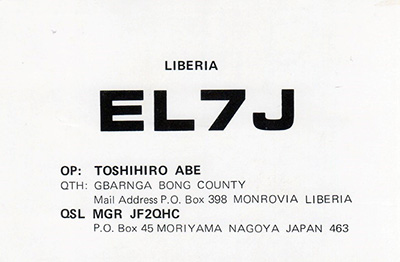 LIBERIA
EL7J
OP: TOSHIHIRO ABE
QTH: GBARNGA BONG COUNTY
Mail Address P.O. Box 398 MONROVIA LIBERIA
QSL MGR JF2QHC
P.O. Box 45 MORIYAMA NAGOYA JAPAN 463